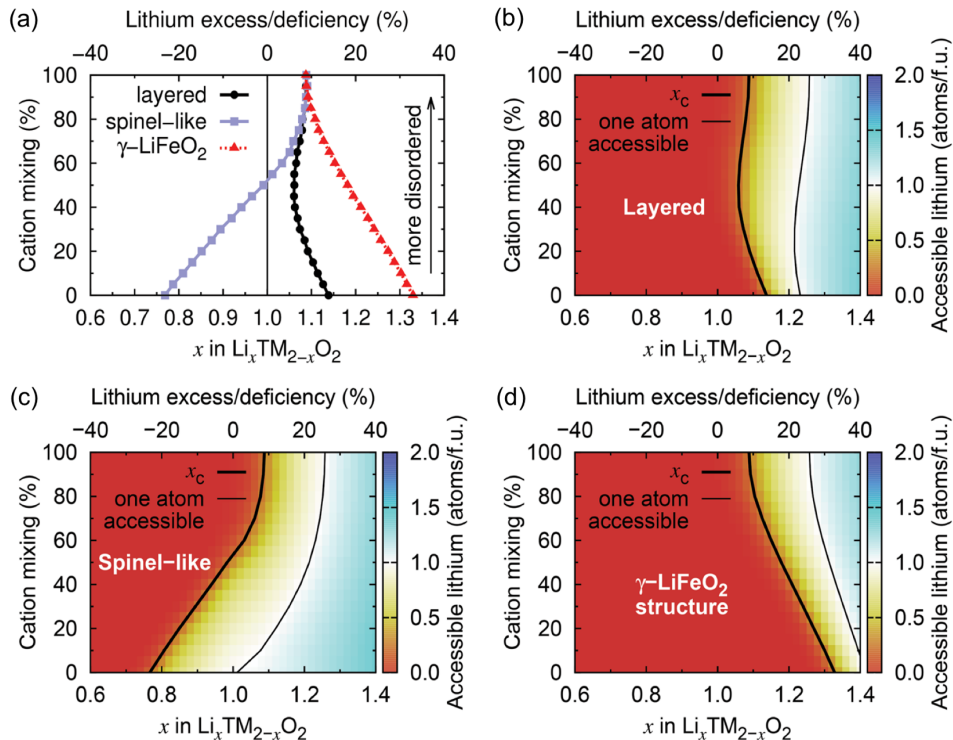 (a)
Lithium excess/deficiency (%)
−40 −20 0 20 40
Cation mixing (%)
100
80
60
40
20
0
layered
spinel−like
γ−LiFeO₂
more disordered
0.6 0.7 0.8 0.9 1.0 1.1 1.2 1.3 1.4
x in LiₓTM₂₋ₓO₂
(b)
Lithium excess/deficiency (%)
−40 −20 0 20 40
Cation mixing (%)
100
80
60
40
20
0
x_C
one atom
accessible
Layered
0.6 0.8 1.0 1.2 1.4
x in LiₓTM₂₋ₓO₂
2.0
1.5
1.0
0.5
0.0
Accessible lithium (atoms/f.u.)
(c)
Lithium excess/deficiency (%)
−40 −20 0 20 40
Cation mixing (%)
100
80
60
40
20
0
x_C
one atom
accessible
Spinel−like
0.6 0.8 1.0 1.2 1.4
x in LiₓTM₂₋ₓO₂
2.0
1.5
1.0
0.5
0.0
Accessible lithium (atoms/f.u.)
(d)
Lithium excess/deficiency (%)
−40 −20 0 20 40
Cation mixing (%)
100
80
60
40
20
0
x_C
one atom
accessible
γ−LiFeO₂
structure
0.6 0.8 1.0 1.2 1.4
x in LiₓTM₂₋ₓO₂
2.0
1.5
1.0
0.5
0.0
Accessible lithium (atoms/f.u.)